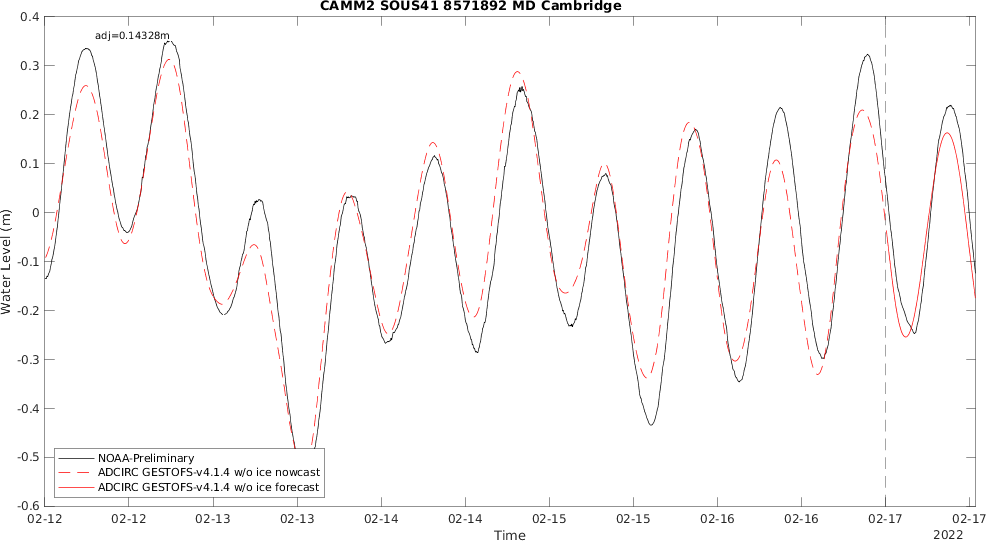 CAMM2 SOUS41 8571892 MD Cambridge
adj=0.14328m
0.4
0.3
0.2
0.1
0
-0.1
-0.2
-0.3
-0.4
-0.5
-0.6
Water Level (m)
NOAA-Preliminary
ADCIRC GESTOFS-v4.1.4 w/o ice nowcast
ADCIRC GESTOFS-v4.1.4 w/o ice forecast
02-12 02-12 02-13 02-13 02-14 02-14 02-15 02-15 02-16 02-16 02-17 02-17
Time
2022